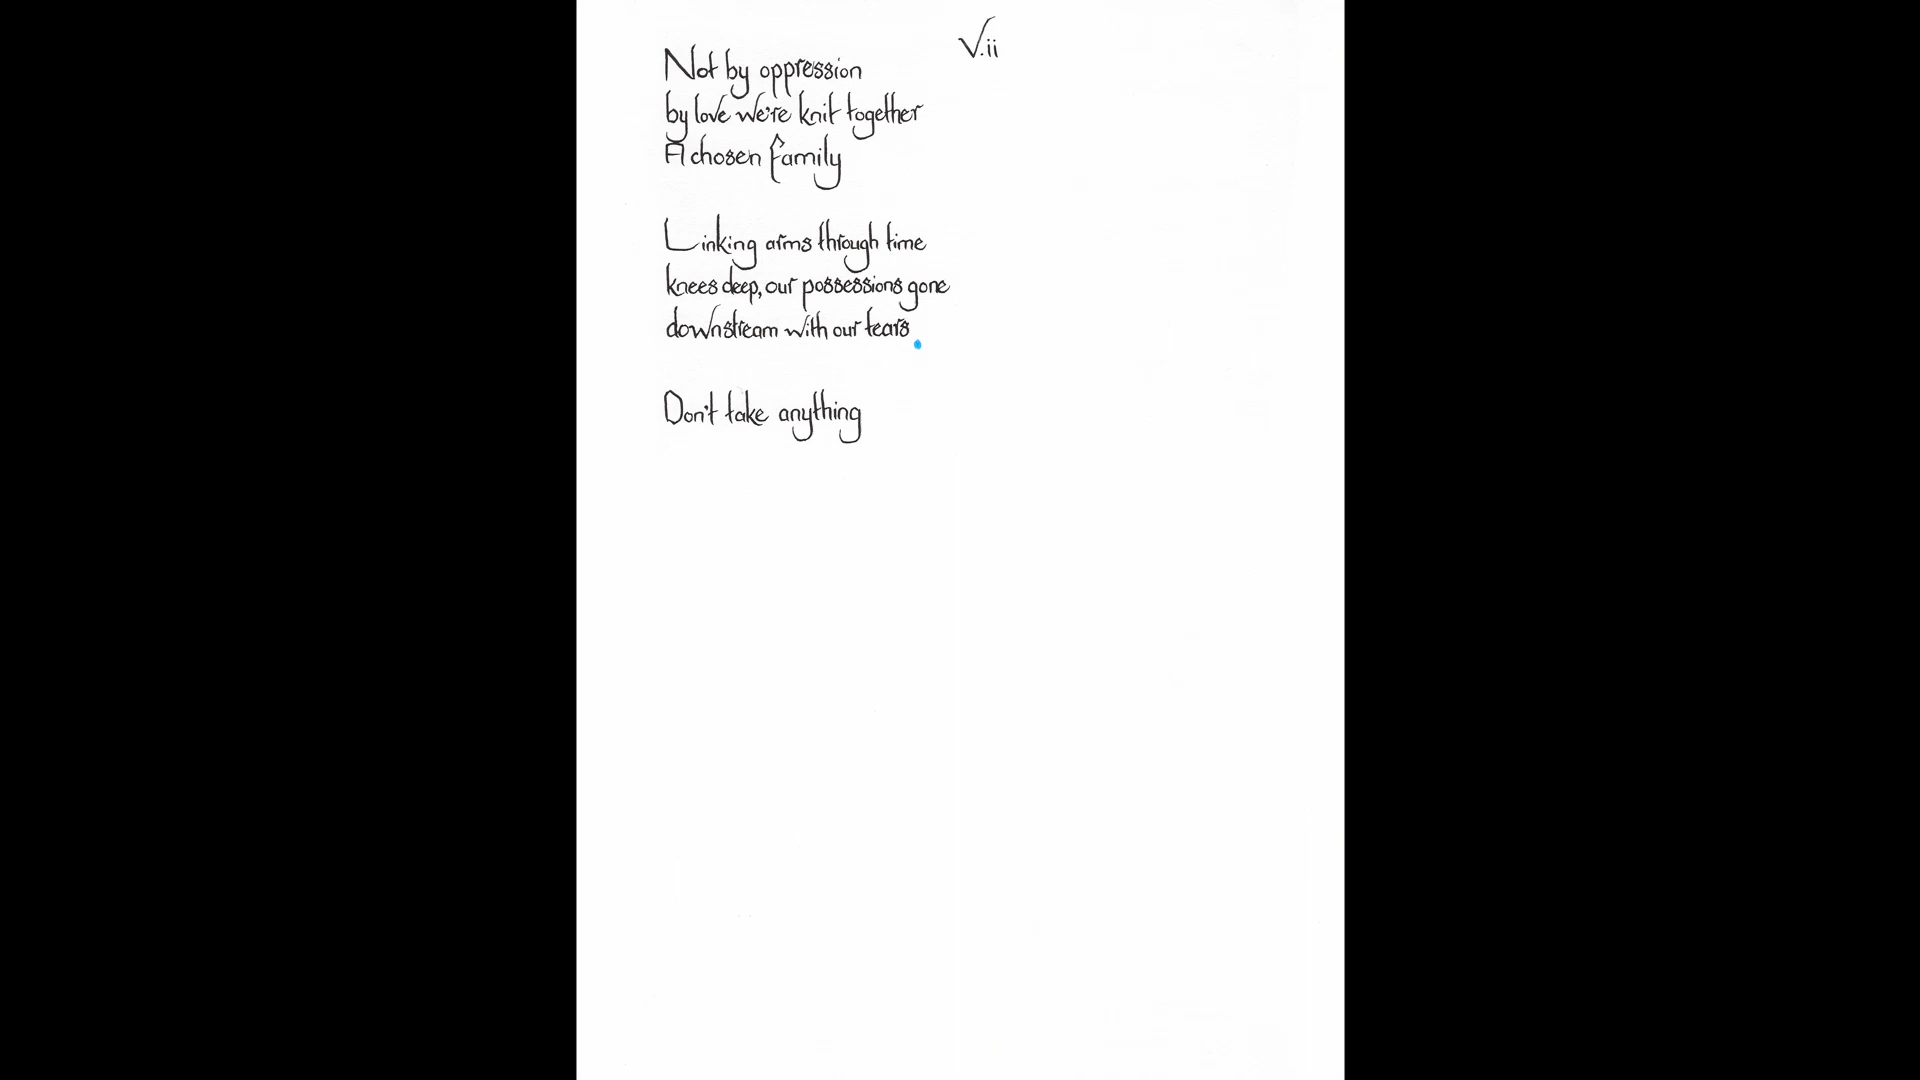 V.ii
Not by oppression
by love we're knit together
A chosen family
Linking arms through time
knees deep, our possessions gone
downstream with our tears.
Don't take anything